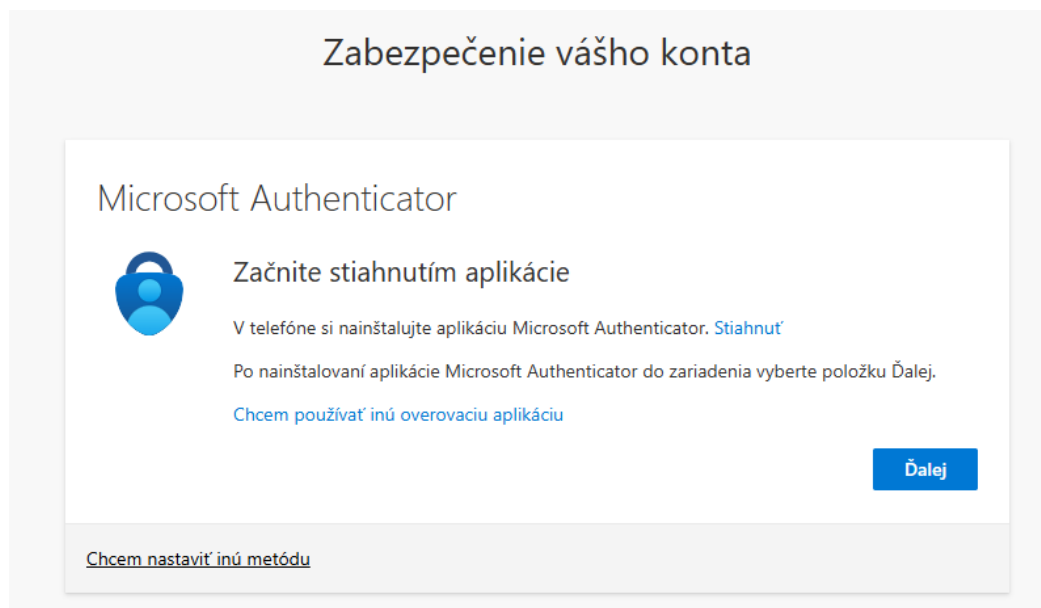 Zabezpečenie vášho konta
Microsoft Authenticator
Začnite stiahnutím aplikácie
V telefóne si nainštalujte aplikáciu Microsoft Authenticator. Stiahnuť
Po nainštalovaní aplikácie Microsoft Authenticator do zariadenia vyberte položku Ďalej.
Chcem používať inú overovaciu aplikáciu
Ďalej
Chcem nastaviť inú metódu